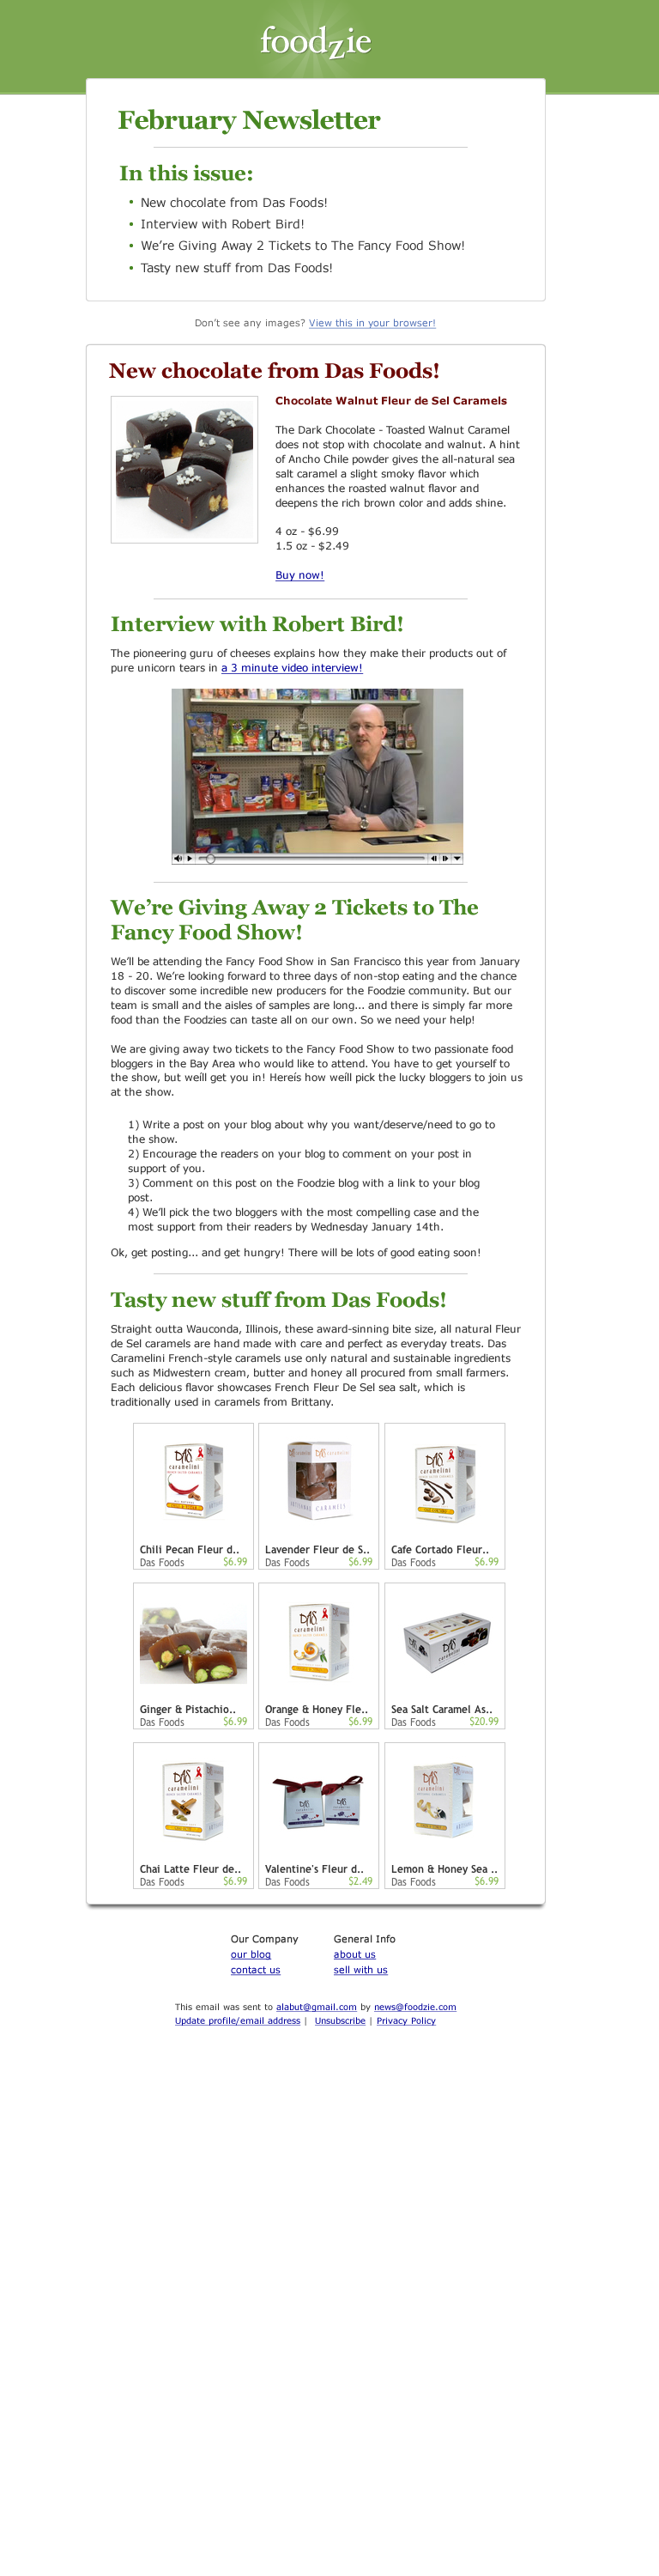 foodzie
February Newsletter
In this issue:
• New chocolate from Das Foods!
• Interview with Robert Bird!
• We're Giving Away 2 Tickets to The Fancy Food Show!
• Tasty new stuff from Das Foods!
Don't see any images? View this in your browser!
New chocolate from Das Foods!
Chocolate Walnut Fleur de Sel Caramels
The Dark Chocolate - Toasted Walnut Caramel
does not stop with chocolate and walnut. A hint
of Ancho Chile powder gives the all-natural sea
salt caramel a slight smoky flavor which
enhances the roasted walnut flavor and
deepens the rich brown color and adds shine.
4 oz - $6.99
1.5 oz - $2.49
Buy now!
Interview with Robert Bird!
The pioneering guru of cheeses explains how they make their products out of
pure unicorn tears in a 3 minute video interview!
We're Giving Away 2 Tickets to The
Fancy Food Show!
We'll be attending the Fancy Food Show in San Francisco this year from January
18 - 20. We're looking forward to three days of non-stop eating and the chance
to discover some incredible new producers for the Foodzie community. But our
team is small and the aisles of samples are long... and there is simply far more
food than the Foodzies can taste all on our own. So we need your help!
We are giving away two tickets to the Fancy Food Show to two passionate food
bloggers in the Bay Area who would like to attend. You have to get yourself to
the show, but weíll get you in! Hereís how weíll pick the lucky bloggers to join us
at the show.
1) Write a post on your blog about why you want/deserve/need to go to
the show.
2) Encourage the readers on your blog to comment on your post in
support of you.
3) Comment on this post on the Foodzie blog with a link to your blog
post.
4) We'll pick the two bloggers with the most compelling case and the
most support from their readers by Wednesday January 14th.
Ok, get posting... and get hungry! There will be lots of good eating soon!
Tasty new stuff from Das Foods!
Straight outta Wauconda, Illinois, these award-sinning bite size, all natural Fleur
de Sel caramels are hand made with care and perfect as everyday treats. Das
Caramelini French-style caramels use only natural and sustainable ingredients
such as Midwestern cream, butter and honey all procured from small farmers.
Each delicious flavor showcases French Fleur De Sel sea salt, which is
traditionally used in caramels from Brittany.
DAS
caramelini
CARAMELS
DAS
caramelini
Chili Pecan Fleur d.. Lavender Fleur de S.. Cafe Cortado Fleur..
Das Foods $6.99 Das Foods $6.99 Das Foods $6.99
DAS
caramelini
DAS
caramelini
Ginger & Pistachio.. Orange & Honey Fle.. Sea Salt Caramel As..
Das Foods $6.99 Das Foods $6.99 Das Foods $20.99
DAS
caramelini
DAS
DAS
caramelini
Chai Latte Fleur de.. Valentine's Fleur d.. Lemon & Honey Sea ..
Das Foods $6.99 Das Foods $2.49 Das Foods $6.99
Our Company General Info
our blog about us
contact us sell with us
This email was sent to alabut@gmail.com by news@foodzie.com
Update profile/email address | Unsubscribe | Privacy Policy